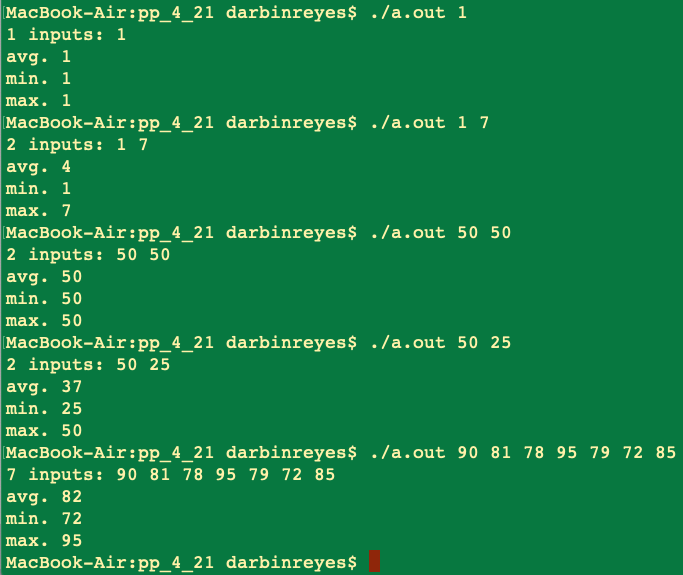 MacBook-Air:pp_4_21 darbinreyes$ ./a.out 1
1 inputs: 1
avg. 1
min. 1
max. 1
MacBook-Air:pp_4_21 darbinreyes$ ./a.out 1 7
2 inputs: 1 7
avg. 4
min. 1
max. 7
MacBook-Air:pp_4_21 darbinreyes$ ./a.out 50 50
2 inputs: 50 50
avg. 50
min. 50
max. 50
MacBook-Air:pp_4_21 darbinreyes$ ./a.out 50 25
2 inputs: 50 25
avg. 37
min. 25
max. 50
MacBook-Air:pp_4_21 darbinreyes$ ./a.out 90 81 78 95 79 72 85
7 inputs: 90 81 78 95 79 72 85
avg. 82
min. 72
max. 95
MacBook-Air:pp_4_21 darbinreyes$